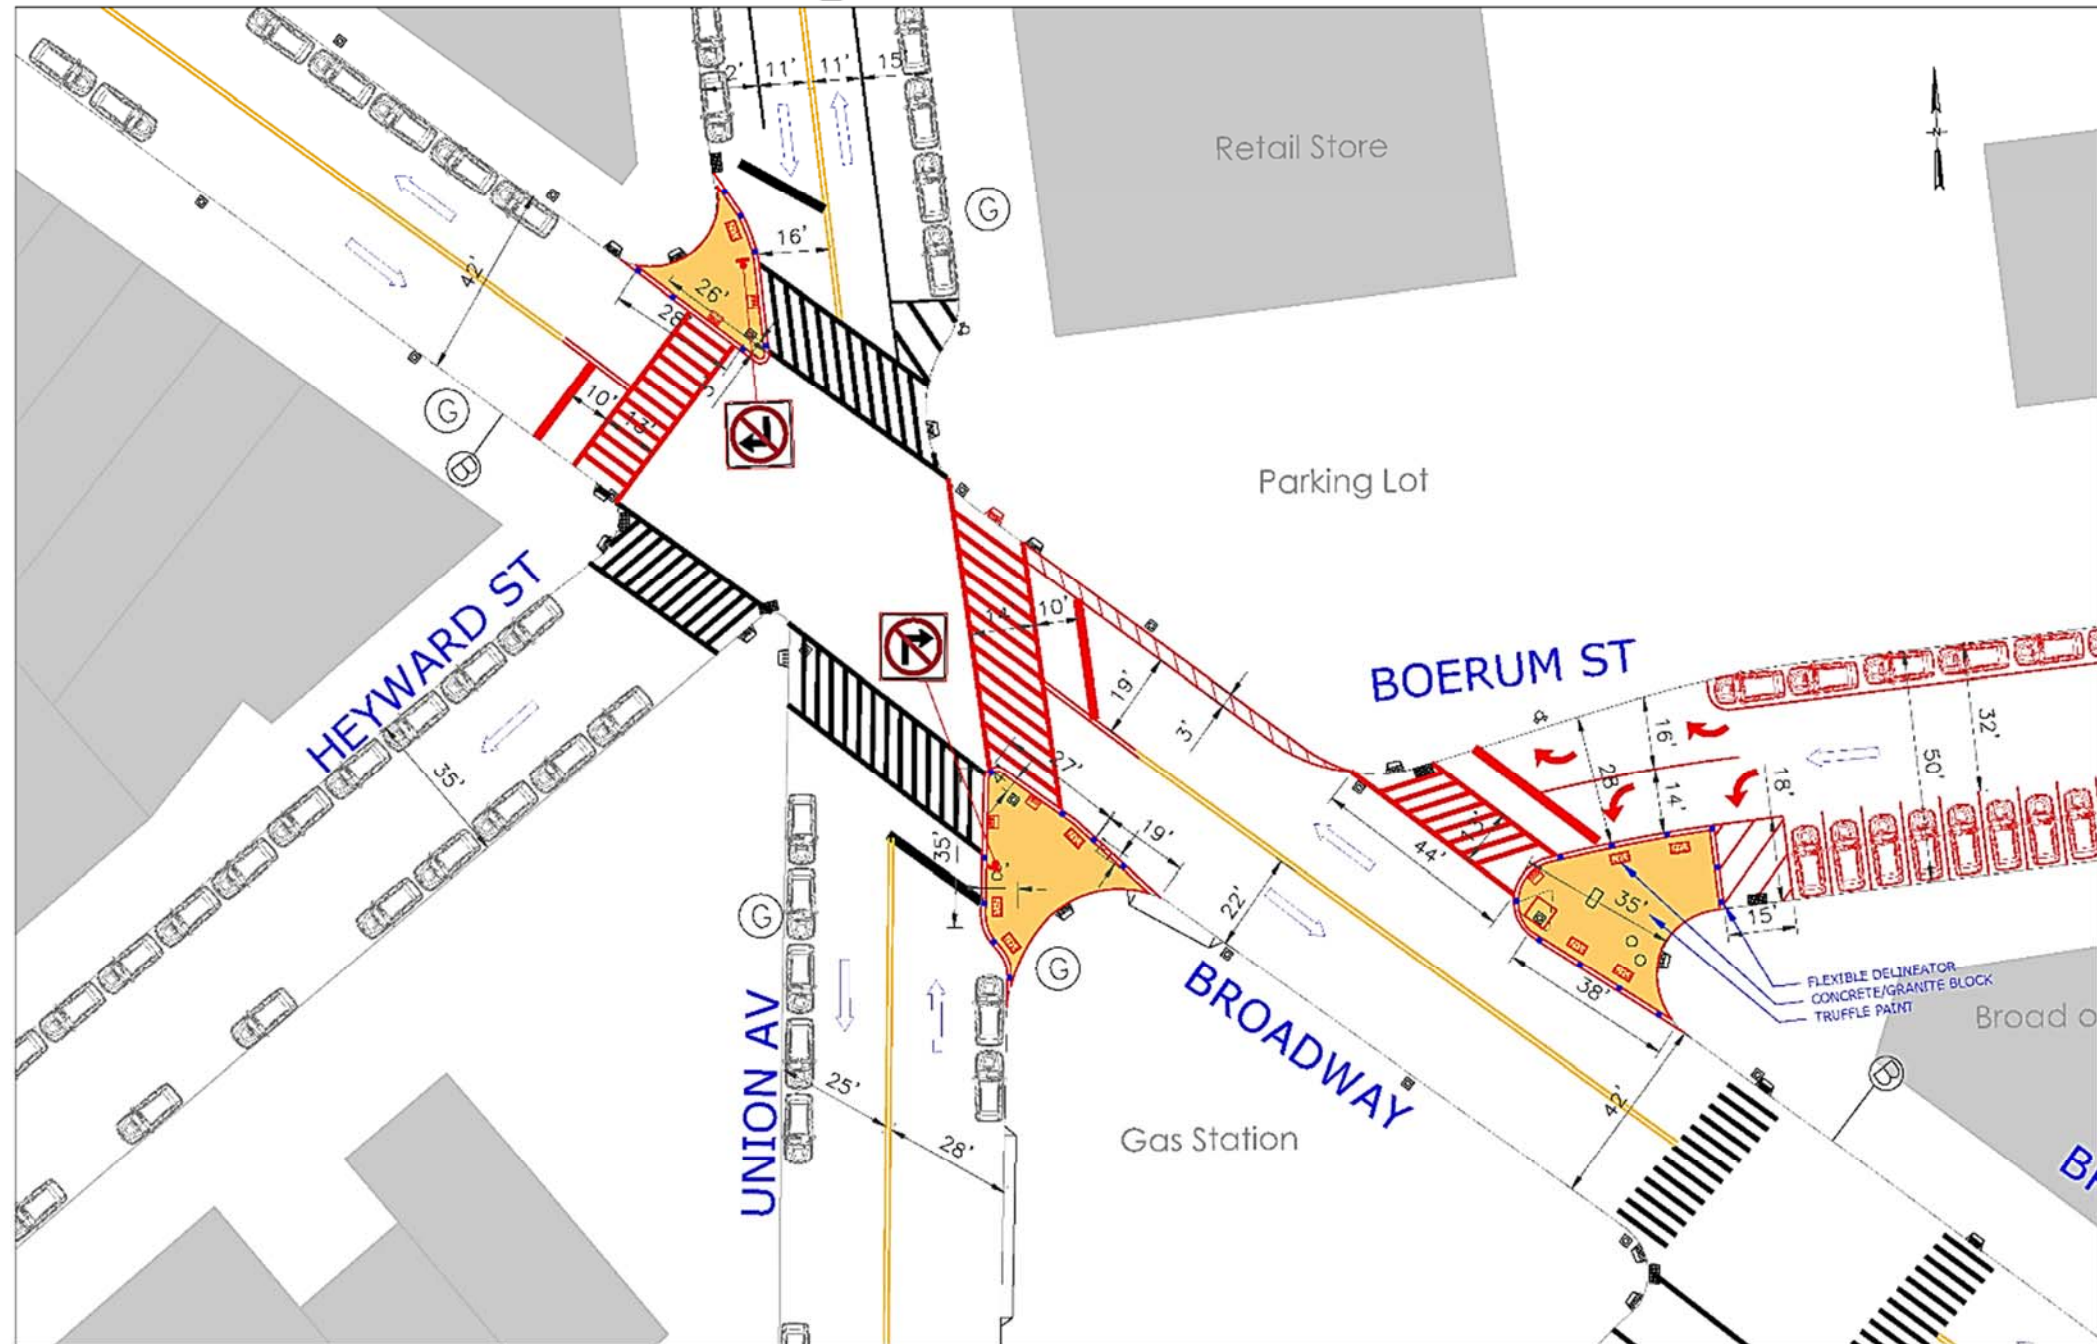 2' 11' 11' 15
Retail Store
G
16'
42'
26'
28'
G
10' 13'
B
Parking Lot
HEYWARD ST
14' 10'
19'
3'
BOERUM ST
16' 32'
28' 14' 18' 50'
35'
27'
19'
44'
35'
22'
35'
15'
G
G
38'
FLEXIBLE DELINEATOR
CONCRETE/GRANITE BLOCK
TRUFFLE PAINT
Broad o
BROADWAY
UNION AV
25'
28'
42'
B
Gas Station
BR